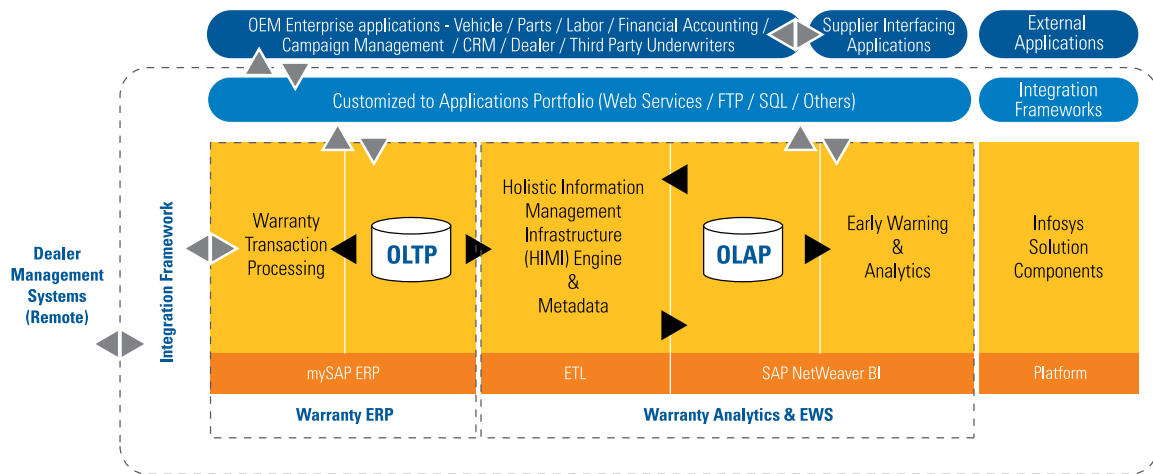 OEM Enterprise applications - Vehicle / Parts / Labor / Financial Accounting /
Campaign Management / CRM / Dealer / Third Party Underwriters
Supplier Interfacing
Applications
External
Applications
Customized to Applications Portfolio (Web Services / FTP / SQL / Others)
Integration
Frameworks
Dealer
Management
Systems
(Remote)
Integration Framework
Warranty
Transaction
Processing
OLTP
Holistic Information
Management
Infrastructure
(HIMI) Engine
&
Metadata
OLAP
Early Warning
&
Analytics
Infosys
Solution
Components
mySAP ERP
ETL
SAP NetWeaver BI
Platform
Warranty ERP
Warranty Analytics & EWS